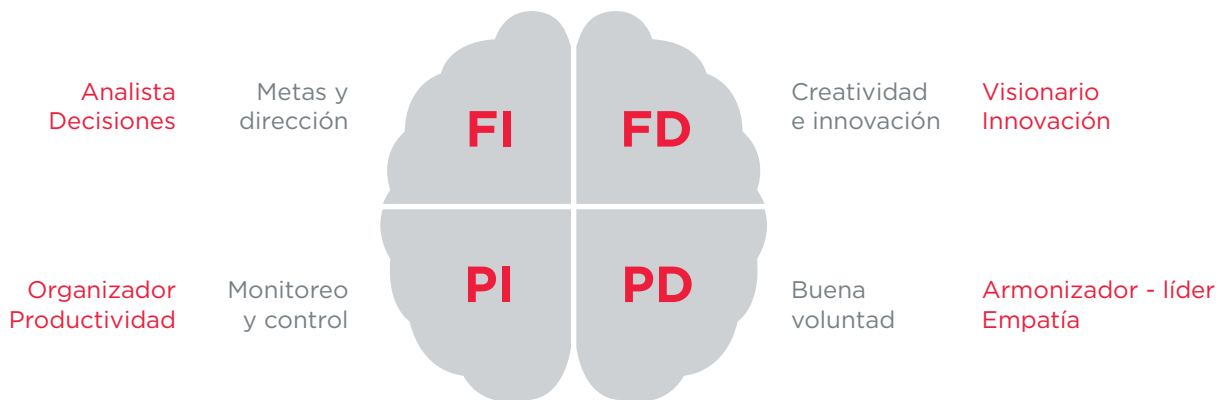 Analista
Decisiones
Metas y
dirección
FI
FD
Creatividad
e innovación
Visionario
Innovación
Organizador
Productividad
Monitoreo
y control
PI
PD
Buena
voluntad
Armonizador - líder
Empatía